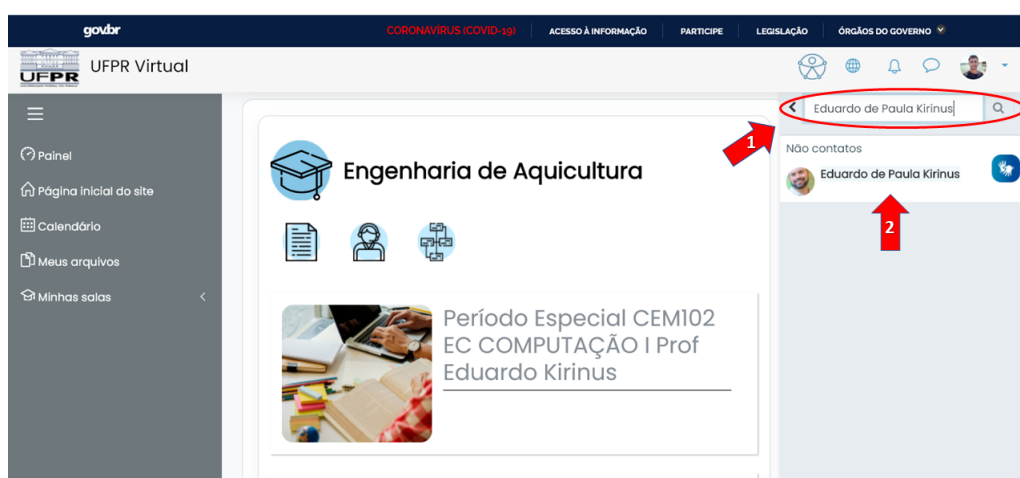 gov.br
CORONAVÍRUS (COVID-19)
ACESSO À INFORMAÇÃO
PARTICIPE
LEGISLAÇÃO
ÓRGÃOS DO GOVERNO
UFPR
UFPR Virtual
Eduardo de Paula Kirinus
1
Painel
Página inicial do site
Calendário
Meus arquivos
Minhas salas
Engenharia de Aquicultura
Período Especial CEM102
EC COMPUTAÇÃO I Prof
Eduardo Kirinus
Não contatos
Eduardo de Paula Kirinus
2